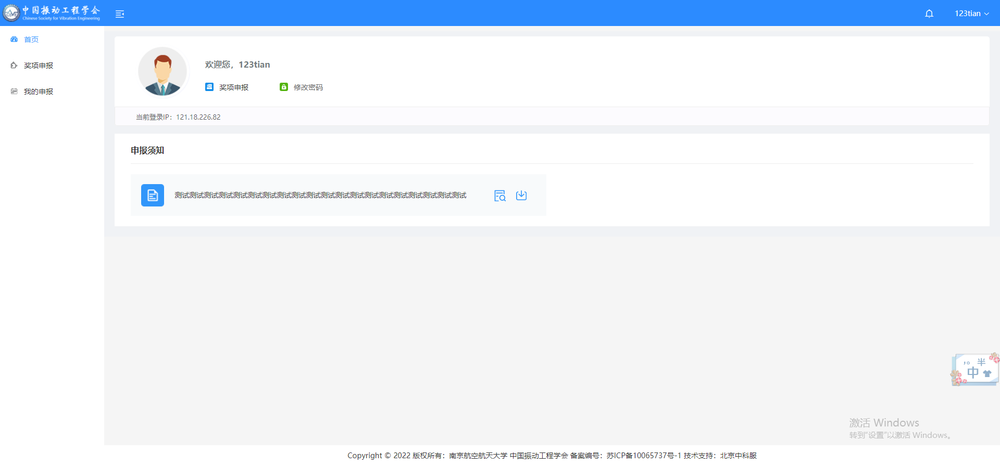 中国振动工程学会
Chinese Society for Vibration Engineering
CSVE
123tian
首页
奖项申报
我的申报
欢迎您，123tian
奖项申报
修改密码
当前登录IP：121.18.226.82
申报须知
测试测试测试测试测试测试测试测试测试测试测试测试测试测试测试测试测试测试测试测试
，。半
中
激活 Windows
转到“设置”以激活 Windows。
Copyright © 2022 版权所有：南京航空航天大学 中国振动工程学会 备案编号：苏ICP备10065737号-1 技术支持：北京中科服